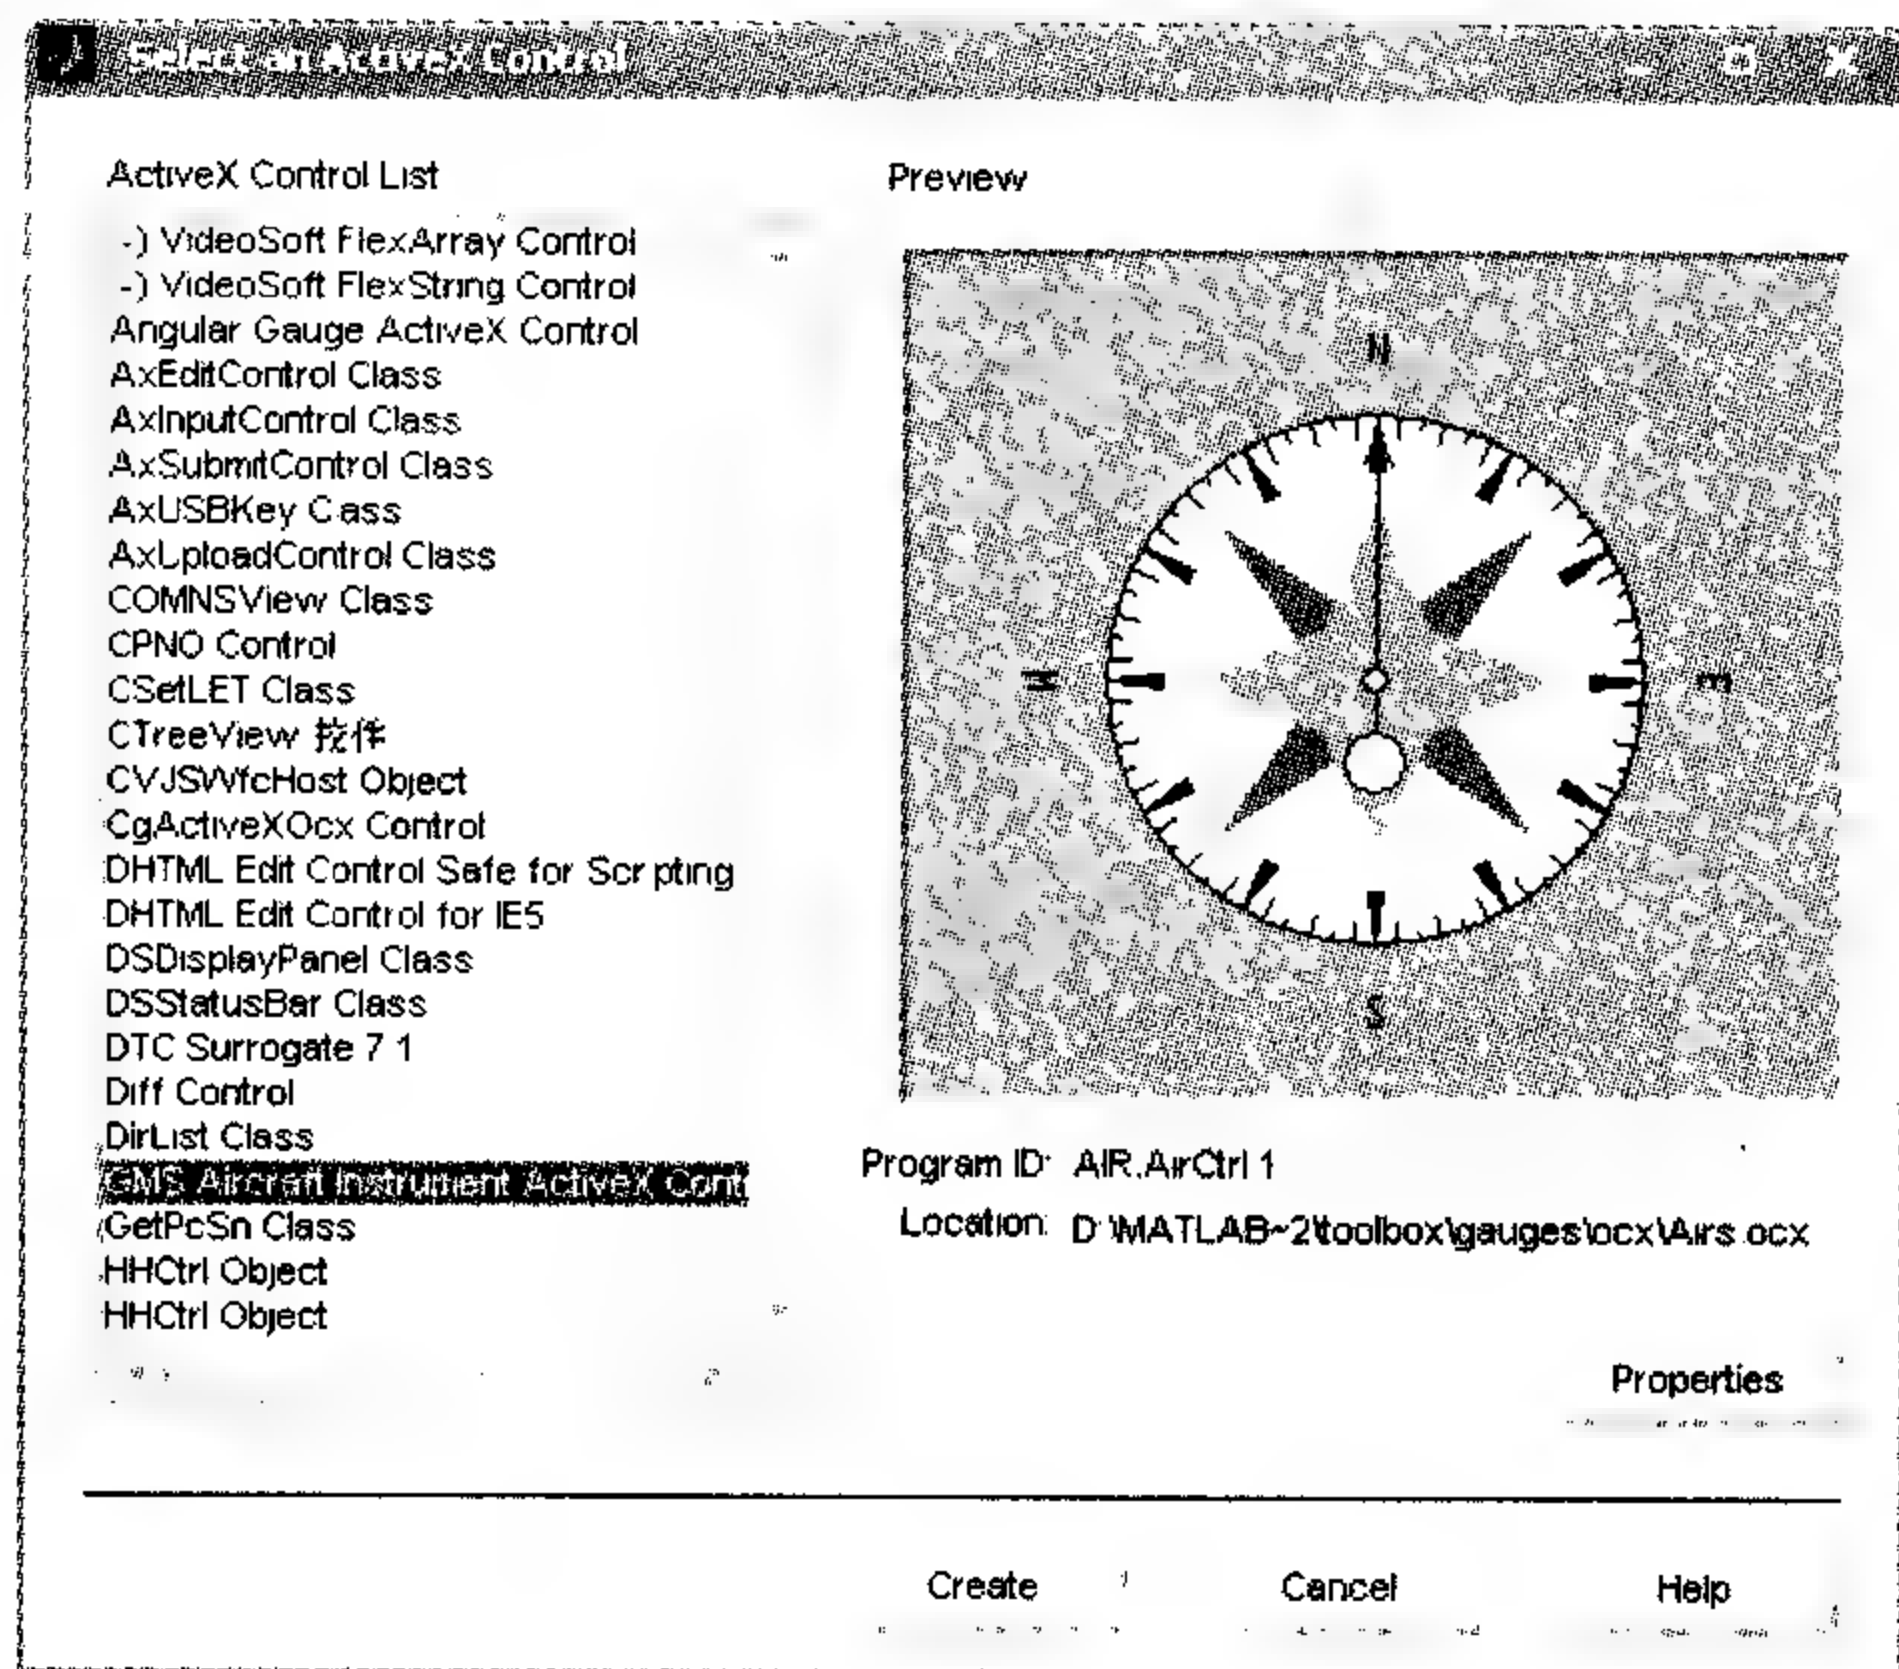 Select an ActiveX Control
ActiveX Control List
-) VideoSoft FlexArray Control
-) VideoSoft FlexString Control
Angular Gauge ActiveX Control
AxEditControl Class
AxInputControl Class
AxSubmitControl Class
AxUSBKey Class
AxUploadControl Class
COMNSView Class
CPNO Control
CSetLET Class
CTreeView 控件
CVJSWfcHost Object
CgActiveXOcx Control
DHTML Edit Control Safe for Scripting
DHTML Edit Control for IE5
DSDisplayPanel Class
DSStatusBar Class
DTC Surrogate 7 1
Diff Control
DirList Class
GMS Aircraft Instrument ActiveX Cont
GetPcSn Class
HHCtrl Object
HHCtrl Object
Preview
N
W
E
S
Program ID: AIR.AirCtrl 1
Location: D:\MATLAB~2\toolbox\gauges\ocx\Airs.ocx
Properties
Create
Cancel
Help